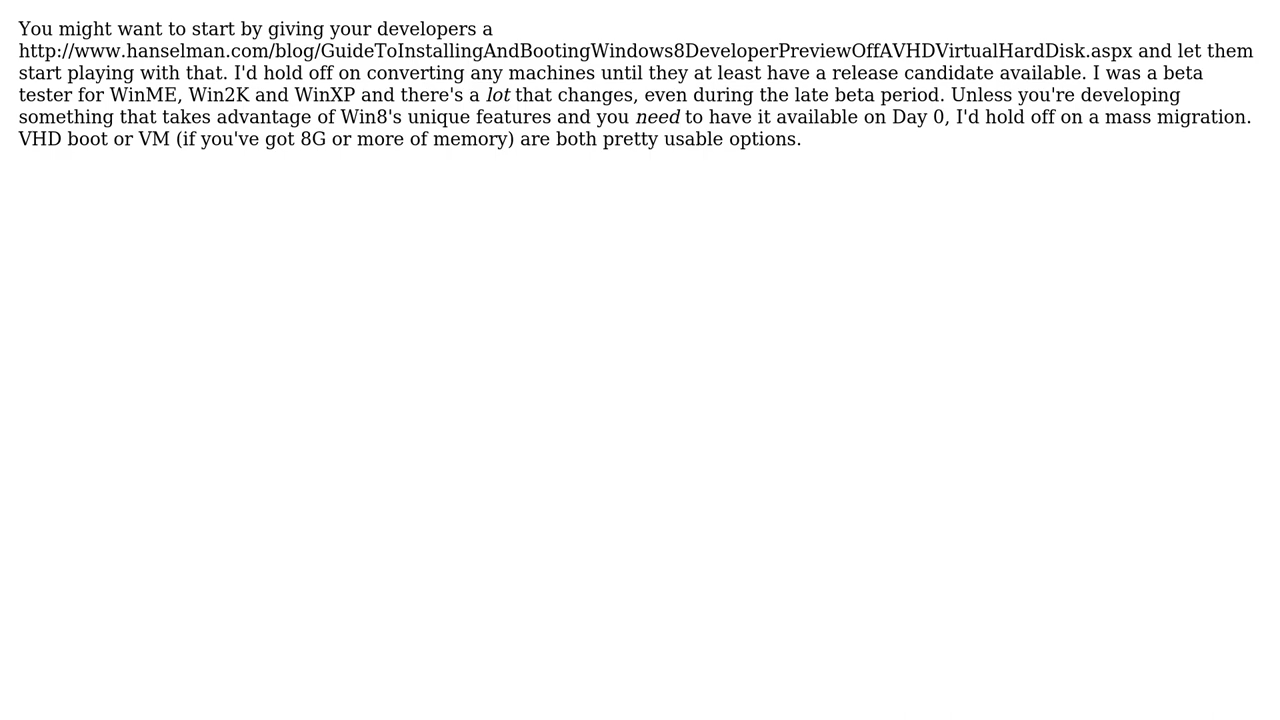 You might want to start by giving your developers a
http://www.hanselman.com/blog/GuideToInstallingAndBootingWindows8DeveloperPreviewOffAVHDVirtualHardDisk.aspx and let them
start playing with that. I'd hold off on converting any machines until they at least have a release candidate available. I was a beta
tester for WinME, Win2K and WinXP and there's a lot that changes, even during the late beta period. Unless you're developing
something that takes advantage of Win8's unique features and you need to have it available on Day 0, I'd hold off on a mass migration.
VHD boot or VM (if you've got 8G or more of memory) are both pretty usable options.